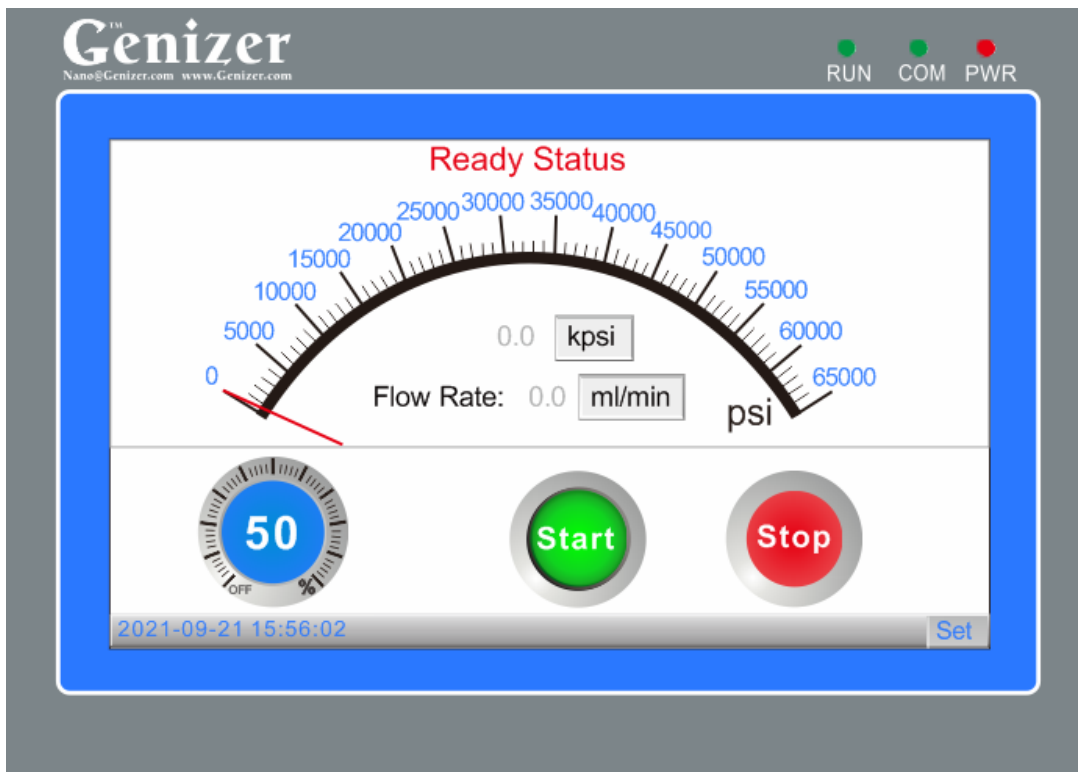 Genizer™
Nano@Genizer.com www.Genizer.com
RUN COM PWR
Ready Status
0
5000
10000
15000
20000
25000
30000
35000
40000
45000
50000
55000
60000
65000
0.0 kpsi
Flow Rate: 0.0 ml/min
psi
50
OFF %
Start
Stop
2021-09-21 15:56:02
Set